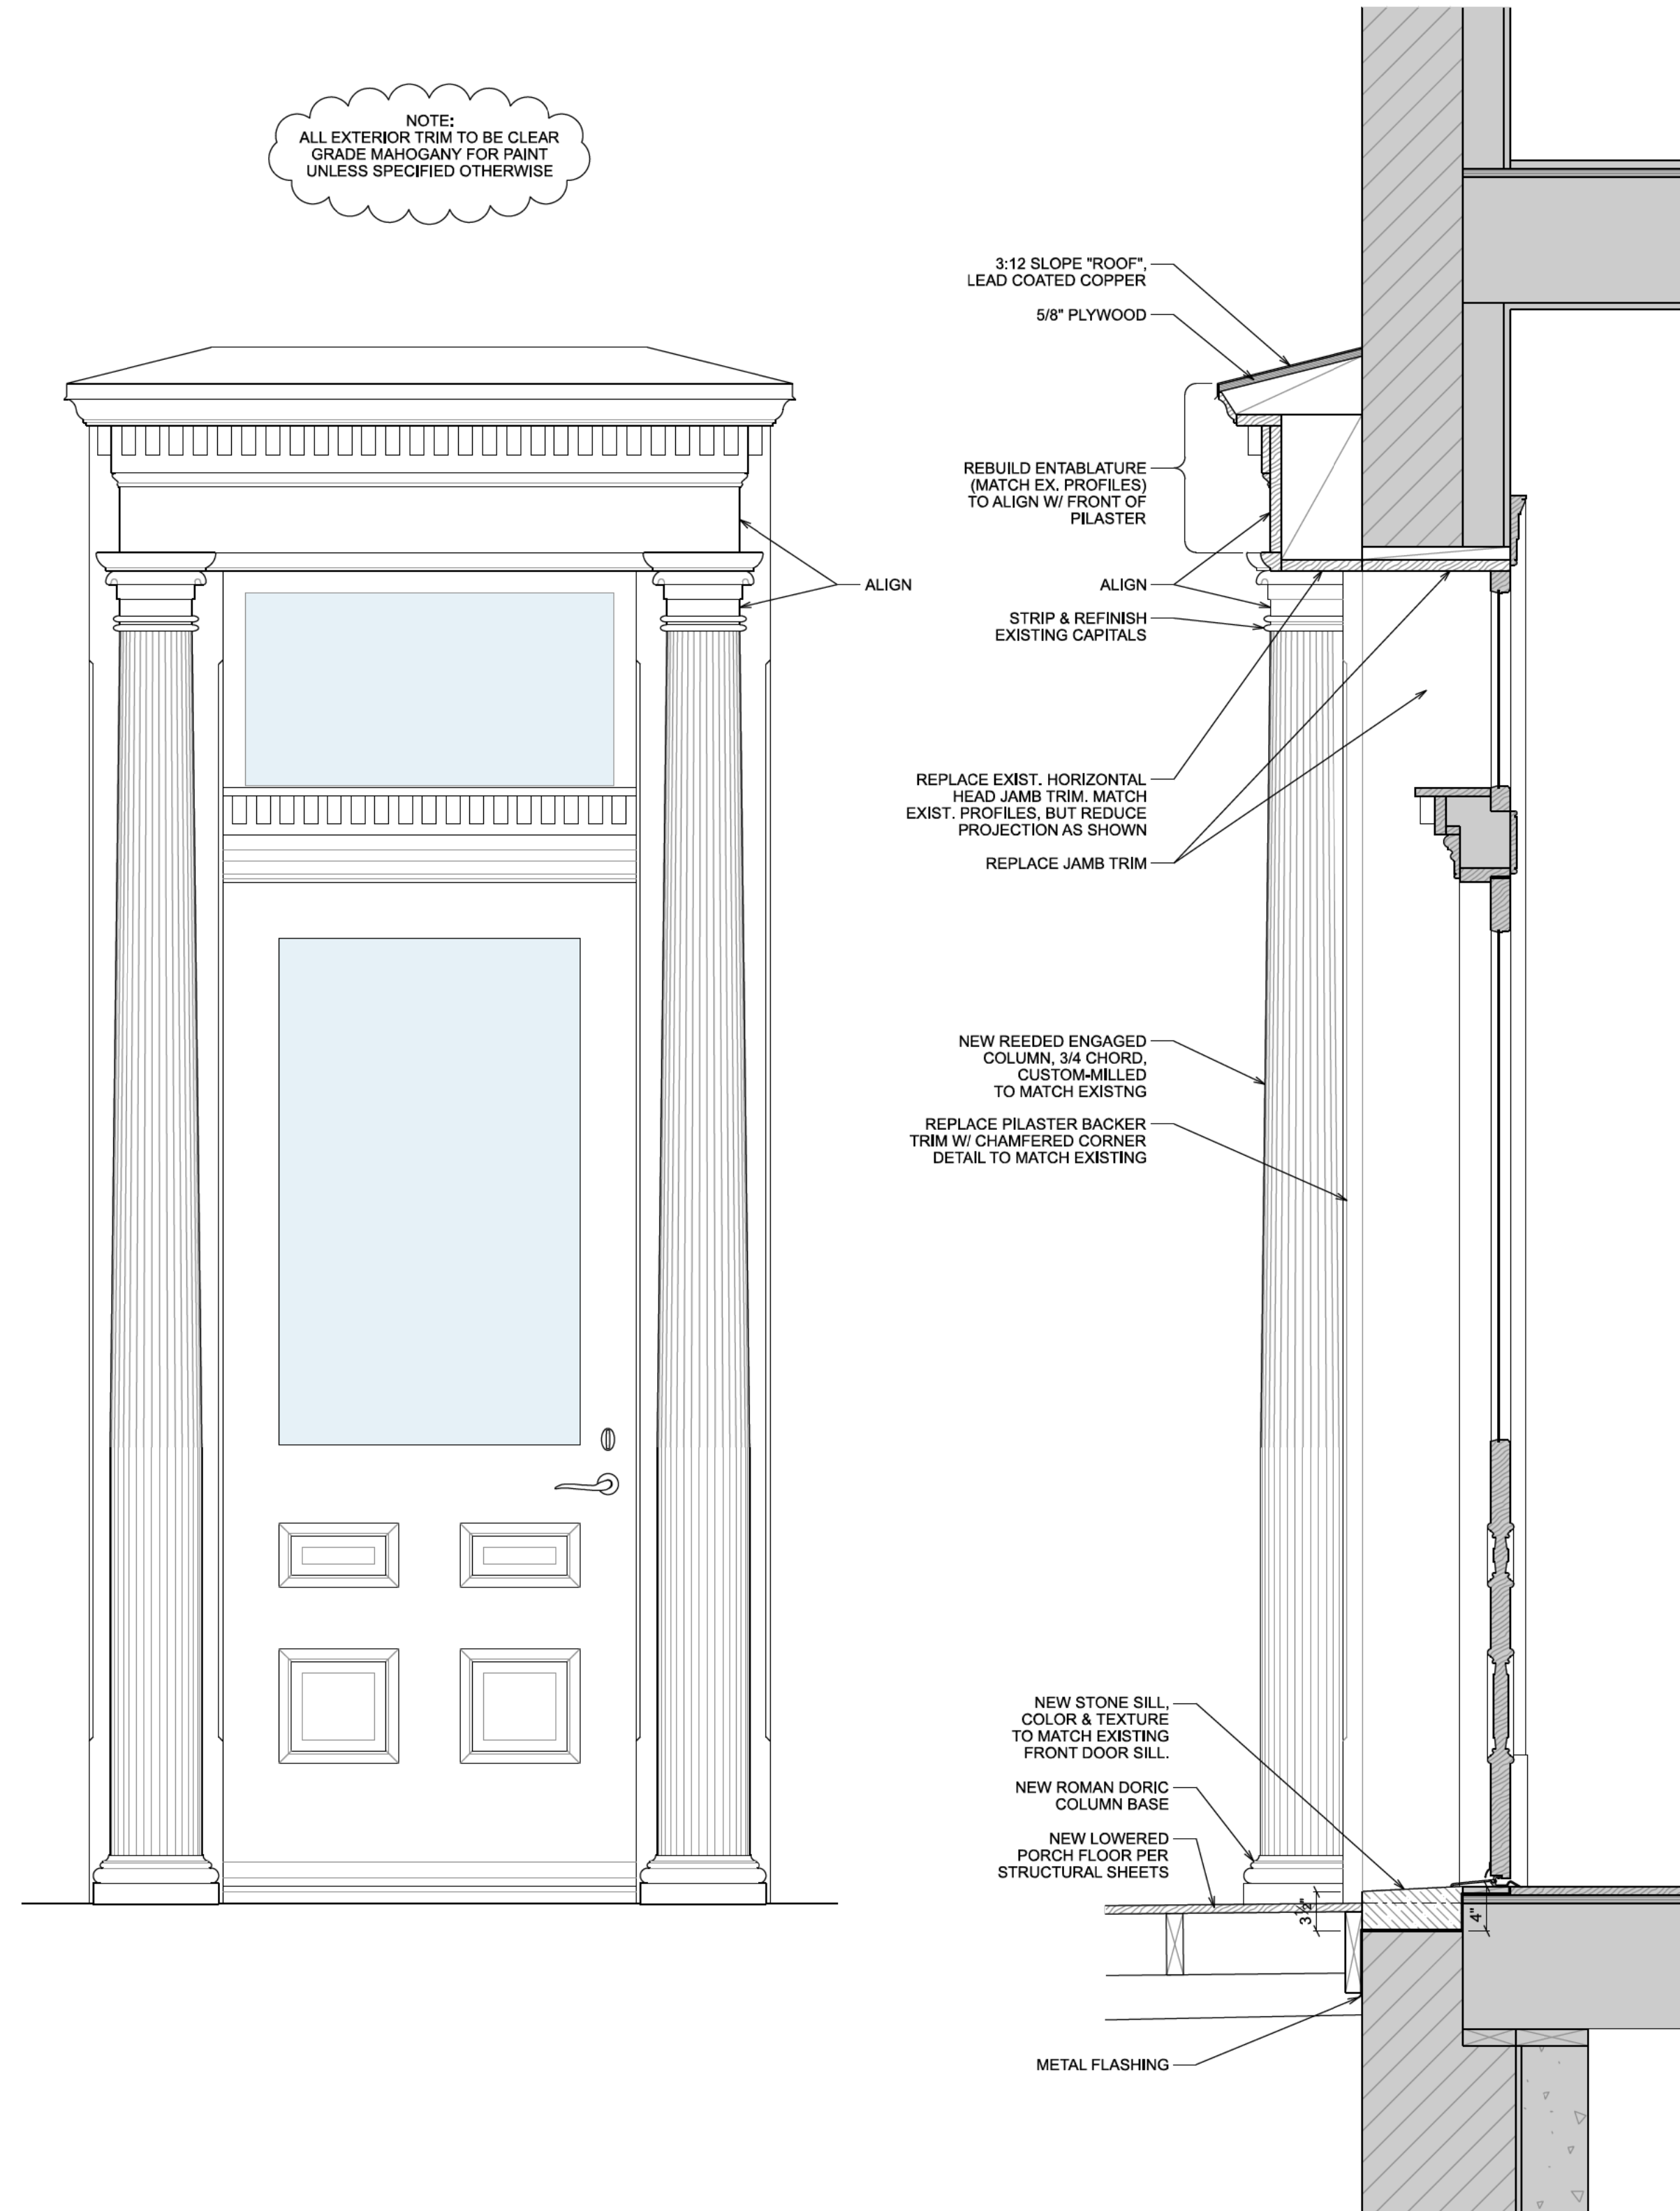 NOTE:
ALL EXTERIOR TRIM TO BE CLEAR
GRADE MAHOGANY FOR PAINT
UNLESS SPECIFIED OTHERWISE
ALIGN
3:12 SLOPE "ROOF",
LEAD COATED COPPER
5/8" PLYWOOD
REBUILD ENTABLATURE
(MATCH EX. PROFILES)
TO ALIGN W/ FRONT OF
PILASTER
ALIGN
STRIP & REFINISH
EXISTING CAPITALS
REPLACE EXIST. HORIZONTAL
HEAD JAMB TRIM. MATCH
EXIST. PROFILES, BUT REDUCE
PROJECTION AS SHOWN
REPLACE JAMB TRIM
NEW REEDED ENGAGED
COLUMN, 3/4 CHORD,
CUSTOM-MILLED
TO MATCH EXISTNG
REPLACE PILASTER BACKER
TRIM W/ CHAMFERED CORNER
DETAIL TO MATCH EXISTING
NEW STONE SILL,
COLOR & TEXTURE
TO MATCH EXISTING
FRONT DOOR SILL.
NEW ROMAN DORIC
COLUMN BASE
NEW LOWERED
PORCH FLOOR PER
STRUCTURAL SHEETS
3½"
4"
METAL FLASHING